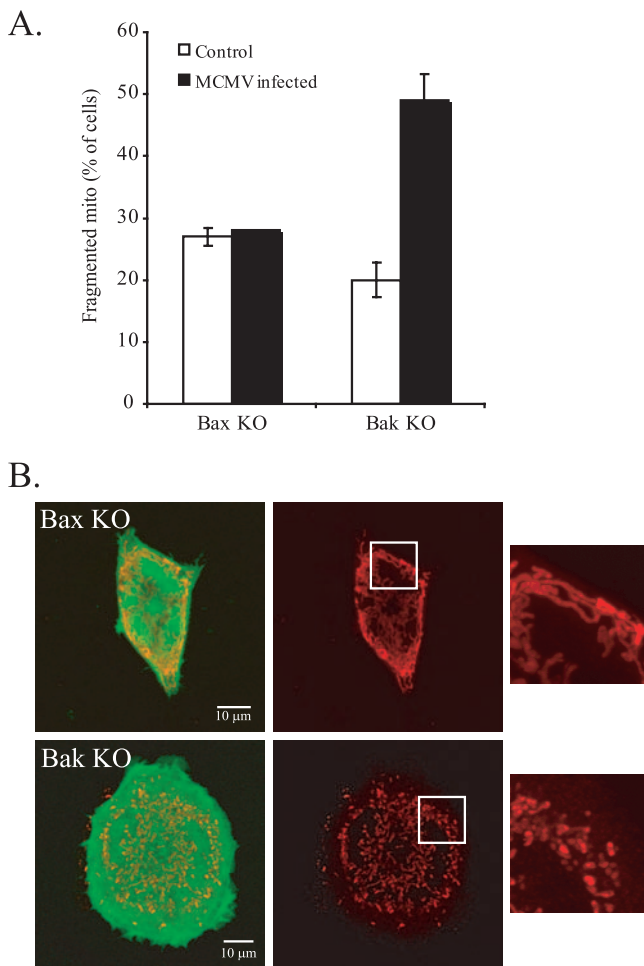 A.
60
50
40
30
20
10
0
Fragmented mito (% of cells)
Control
MCMV infected
Bax KO
Bak KO
B.
Bax KO
10 µm
Bak KO
10 µm